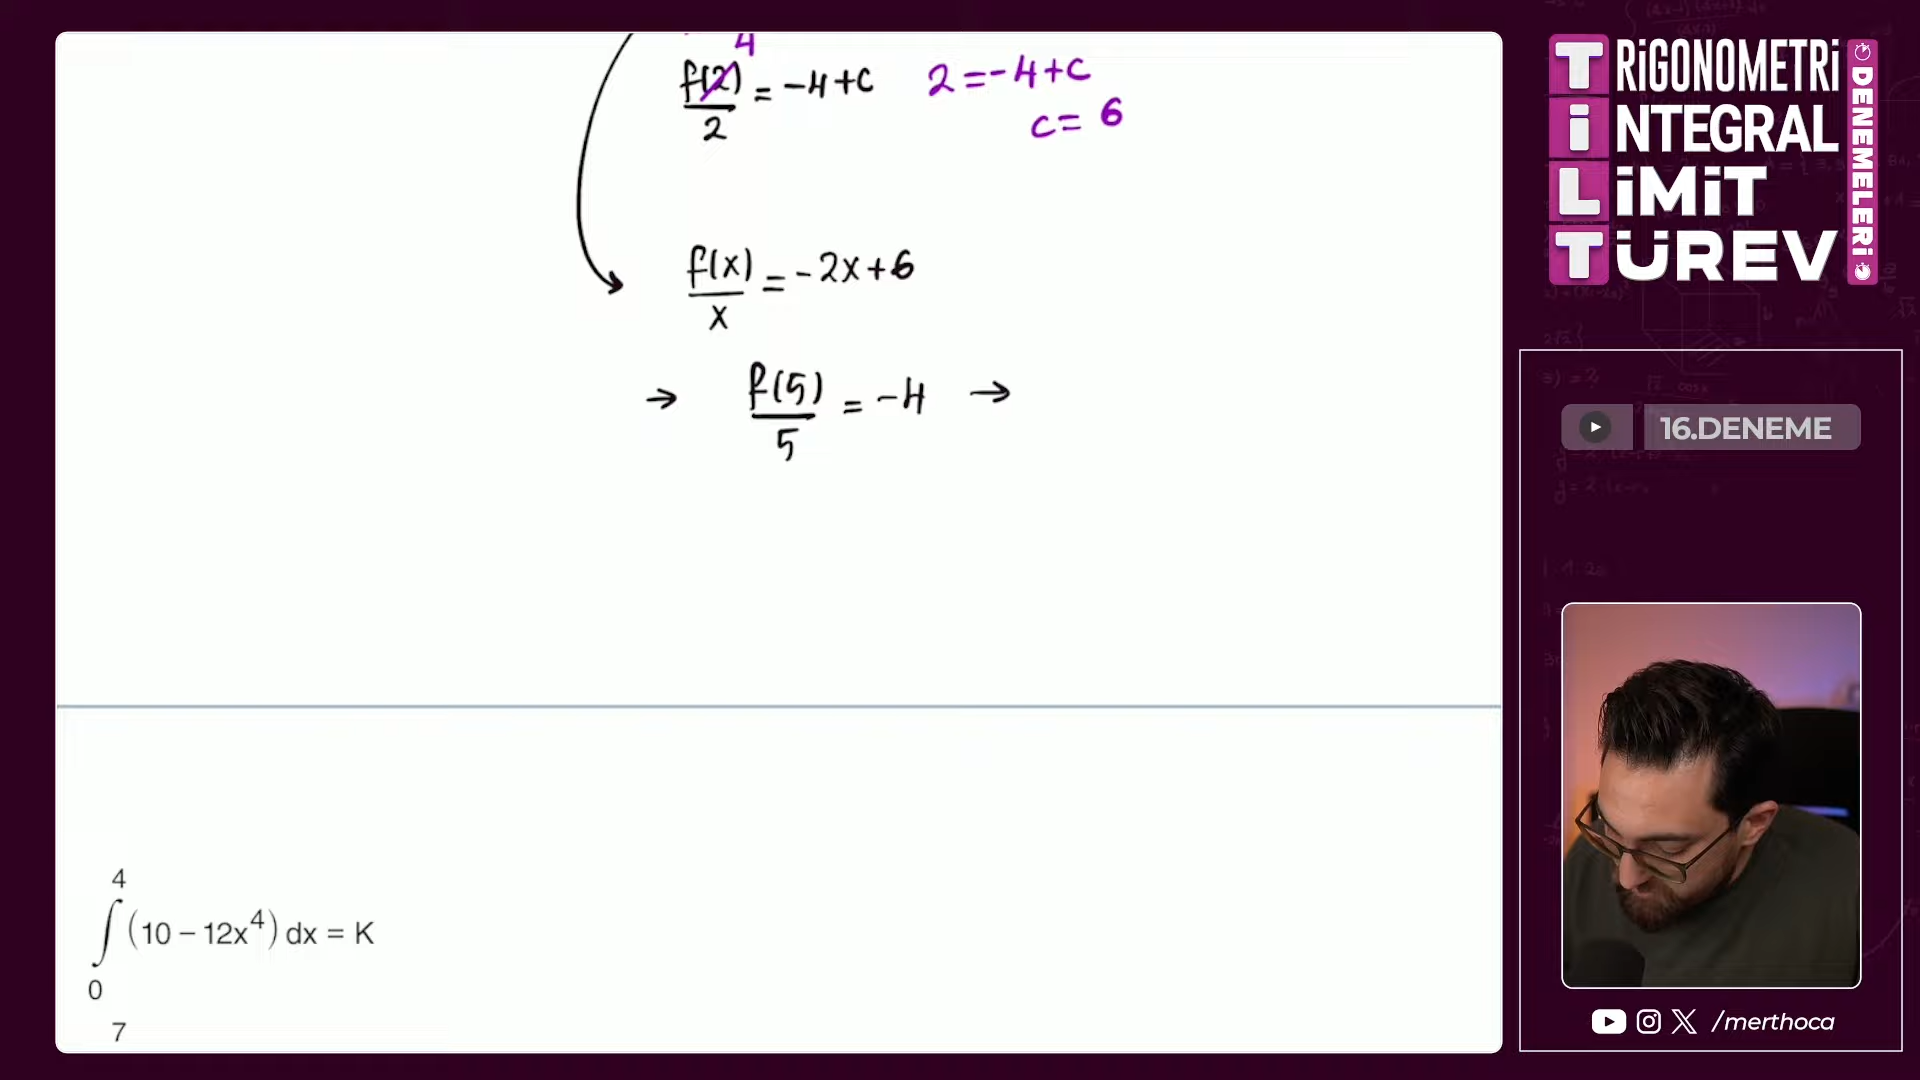 4
f(2)/2 = -4+c 2 = -4+c
c = 6
f(x)/x = -2x+6
→ f(5)/5 = -4 →
4
∫ (10 – 12x⁴) dx = K
0
7
TRiGONOMETRi
iNTEGRAL
LiMiT
TÜREV
DENEMELERi
16.DENEME
/merthoca